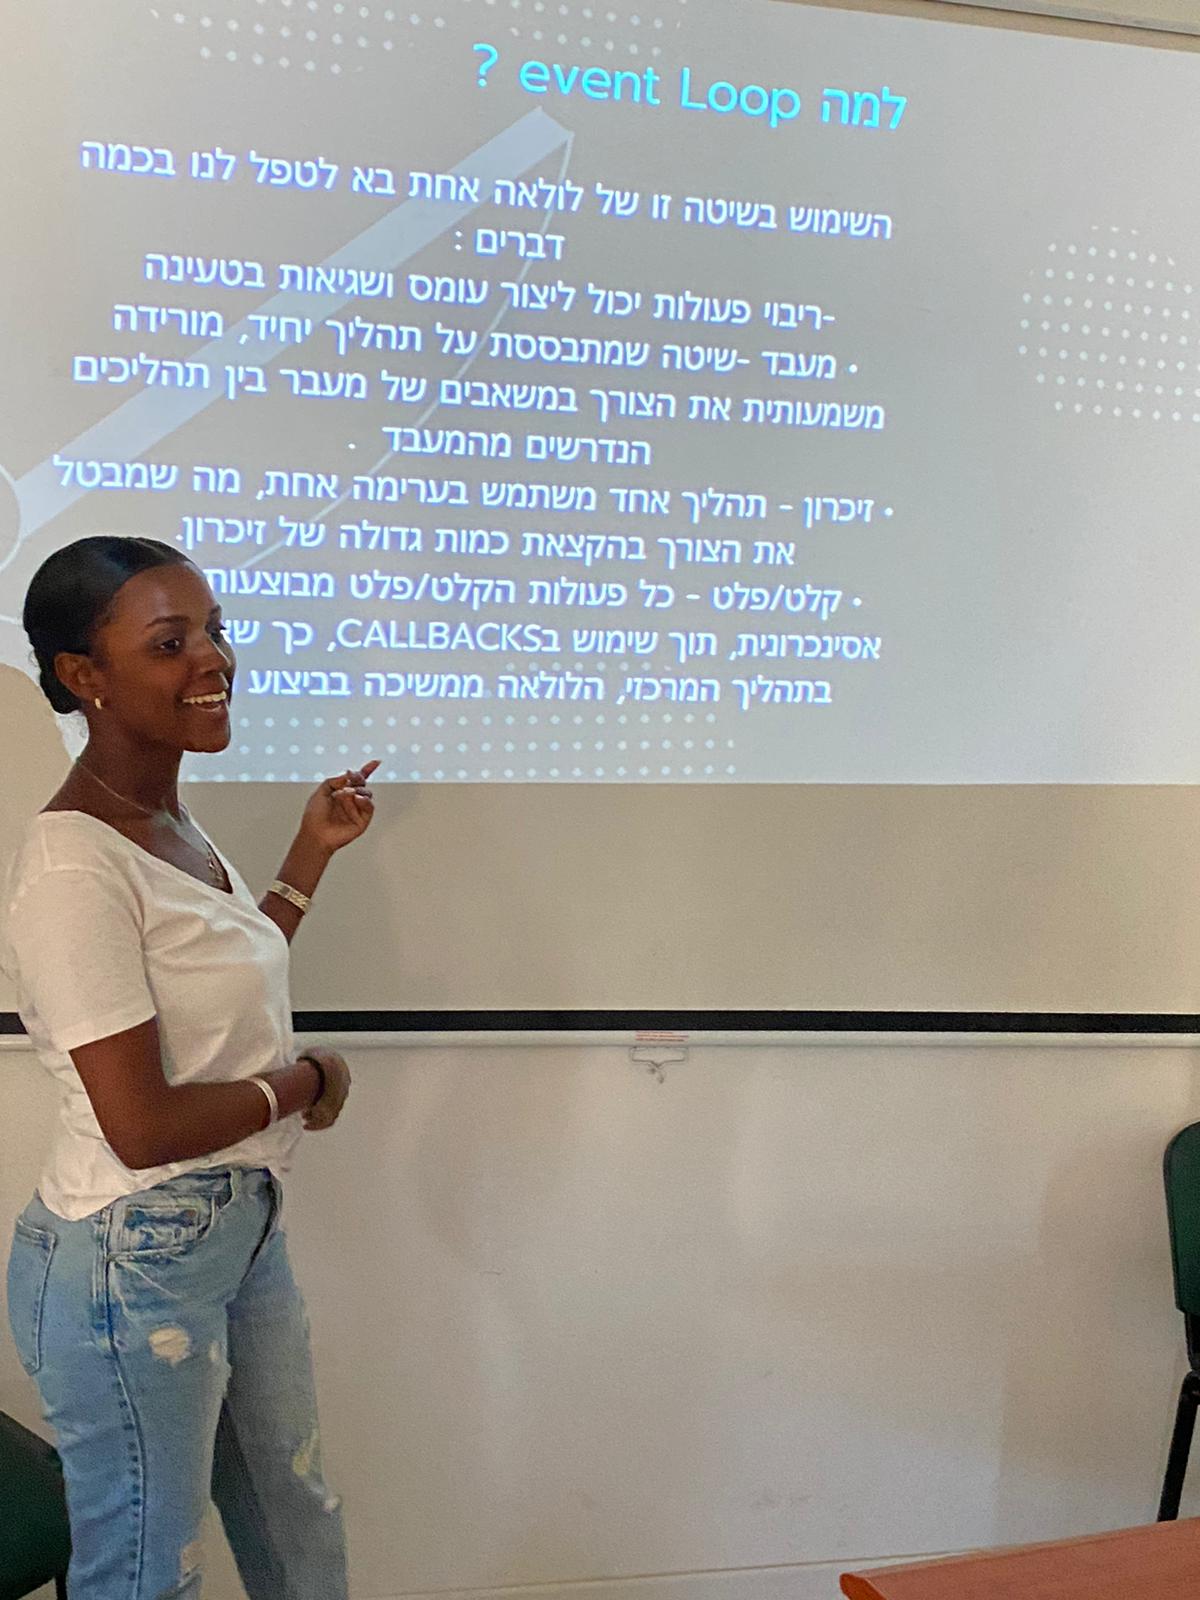 למה event Loop ?
השימוש בשיטה זו של לולאה אחת בא לטפל לנו בכמה
דברים :
-ריבוי פעולות יכול ליצור עומס ושגיאות בטעינה
• מעבד -שיטה שמתבססת על תהליך יחיד, מורידה
משמעותית את הצורך במשאבים של מעבר בין תהליכים
הנדרשים מהמעבד .
• זיכרון - תהליך אחד משתמש בערימה אחת, מה שמבטל
את הצורך בהקצאת כמות גדולה של זיכרון.
• קלט/פלט - כל פעולות הקלט/פלט מבוצעות
אסינכרונית, תוך שימוש בCALLBACKS, כך
בתהליך המרכזי, הלולאה ממשיכה בביצוע